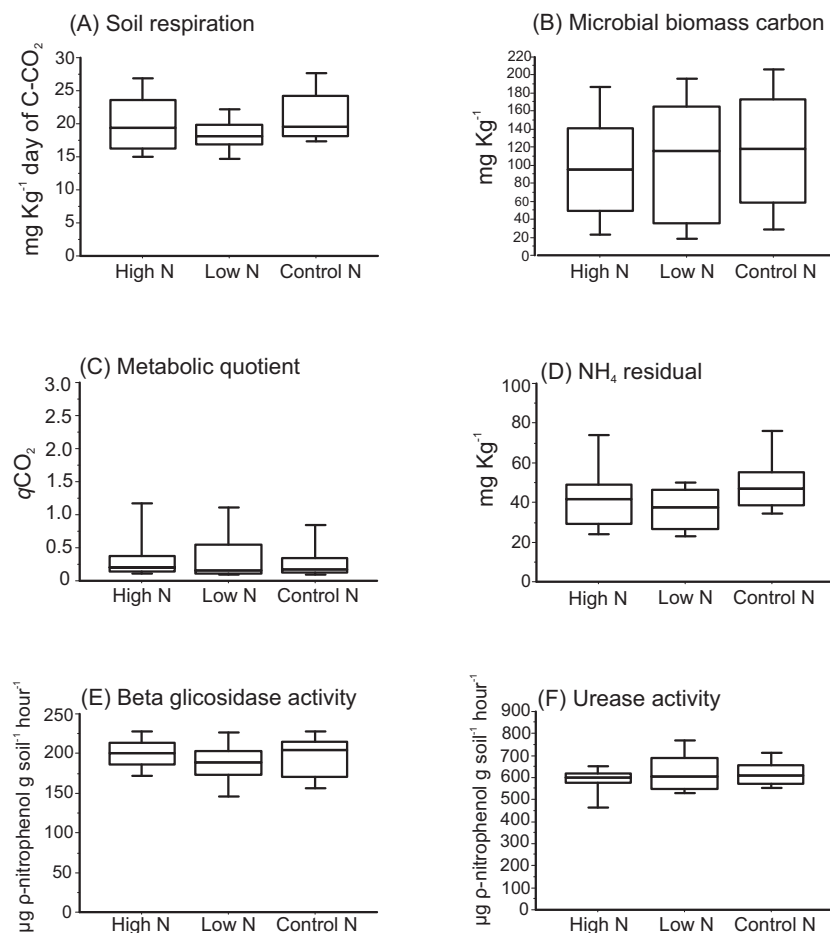 (A) Soil respiration
mg Kg⁻¹ day of C-CO₂
30
25
20
15
10
5
0
High N Low N Control N
(B) Microbial biomass carbon
mg Kg⁻¹
220
200
180
160
140
120
100
80
60
40
20
0
High N Low N Control N
(C) Metabolic quotient
qCO₂
3.0
2.5
2.0
1.5
1.0
0.5
0
High N Low N Control N
(D) NH₄ residual
mg Kg⁻¹
100
80
60
40
20
0
High N Low N Control N
(E) Beta glicosidase activity
µg ρ-nitrophenol g soil⁻¹ hour⁻¹
250
200
150
100
50
0
High N Low N Control N
(F) Urease activity
µg ρ-nitrophenol g soil⁻¹ hour⁻¹
900
800
700
600
500
400
300
200
100
0
High N Low N Control N